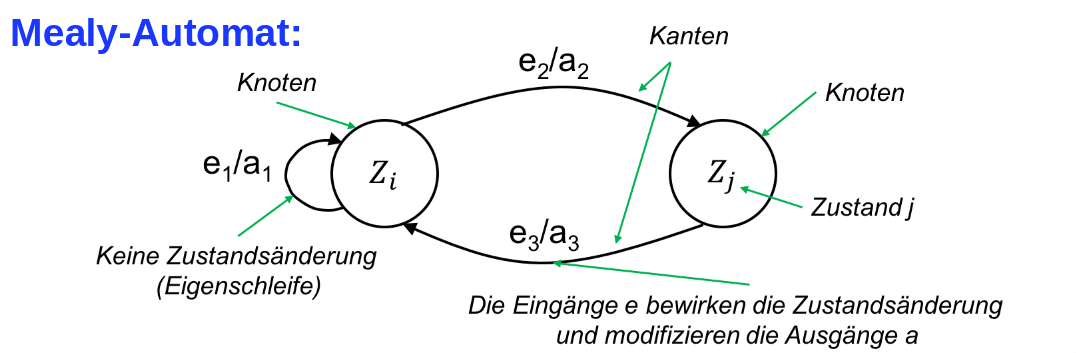 Mealy-Automat:
Kanten
e₂/a₂
Knoten
Knoten
e₁/a₁
Zᵢ
Zⱼ
Zustand j
e₃/a₃
Keine Zustandsänderung
(Eigenschleife)
Die Eingänge e bewirken die Zustandsänderung
und modifizieren die Ausgänge a